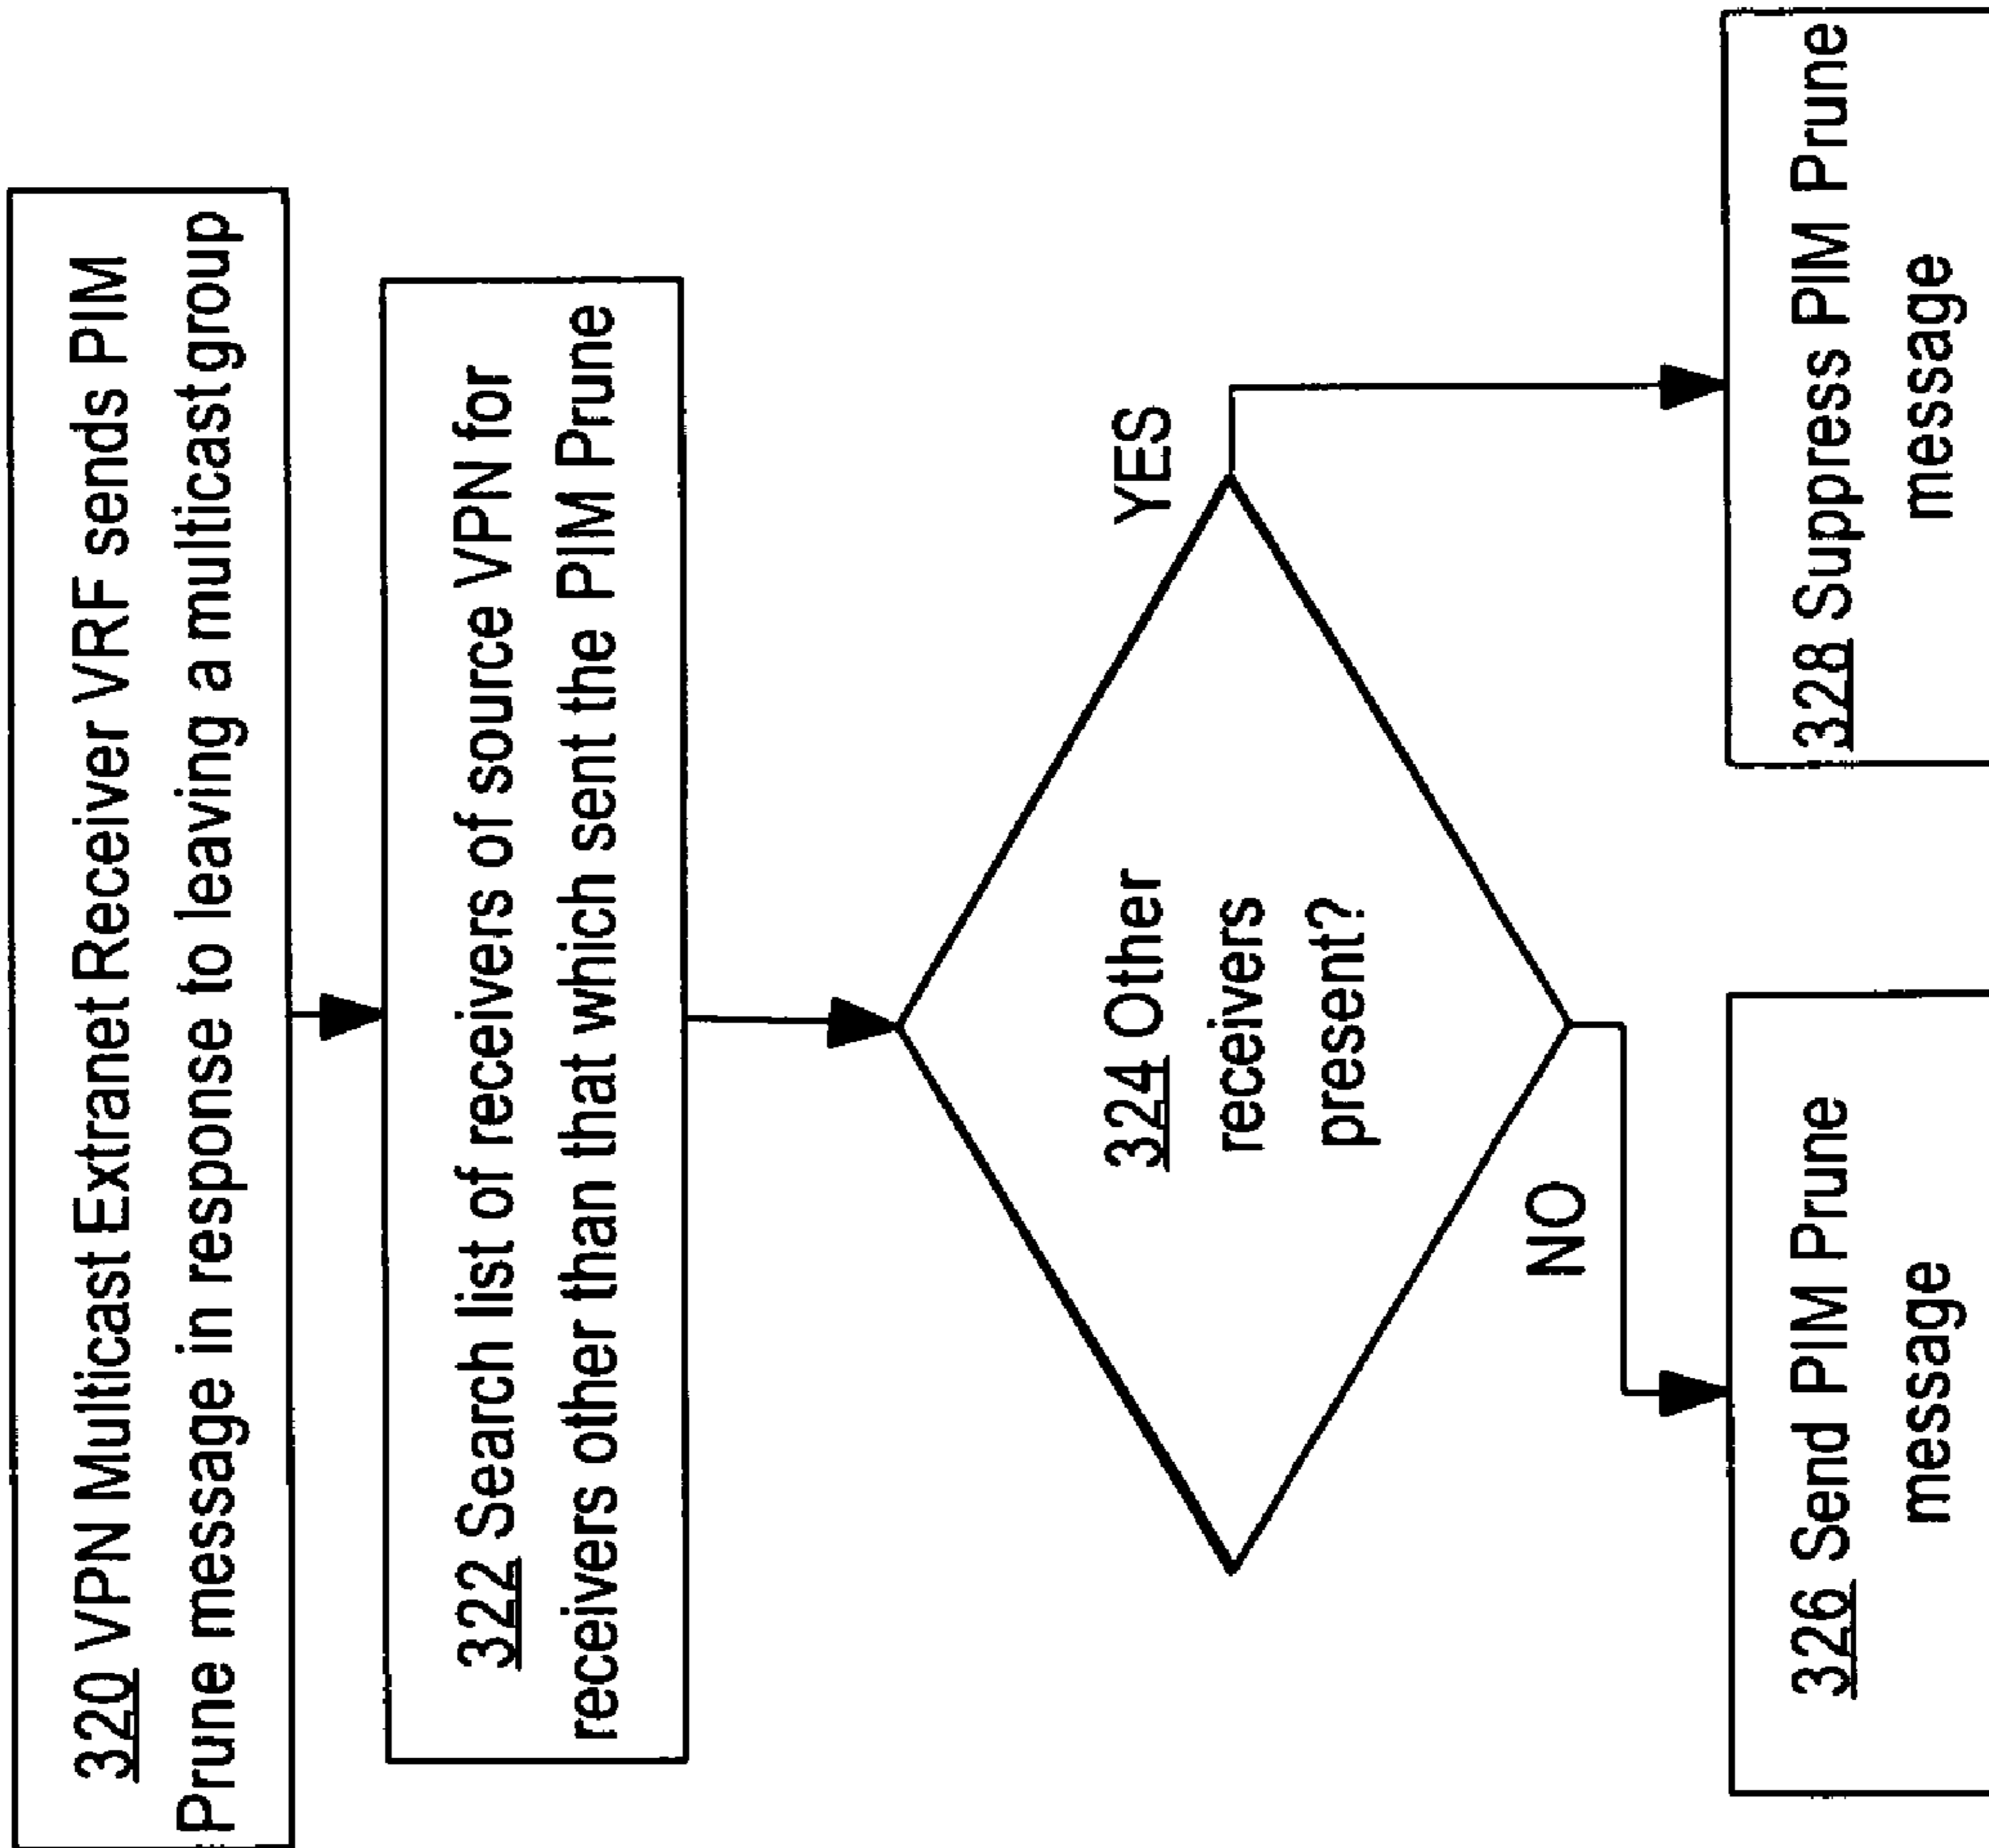 320 VPN Multicast Extranet Receiver VRF sends PIM
Prune message in response to leaving a multicast group
322 Search list of receivers of source VPN for
receivers other than that which sent the PIM Prune
324 Other
receivers
present?
YES
NO
326 Send PIM Prune
message
328 Suppress PIM Prune
message